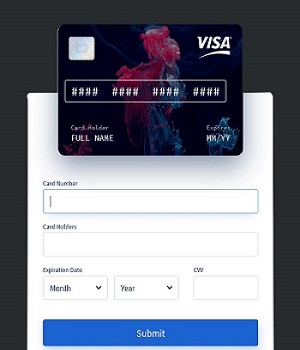 VISA
#### #### #### ####
Card Holder
Expires
FULL NAME
MM/YY
Card Number
Card Holders
Expiration Date
CVV
Month
Year
Submit